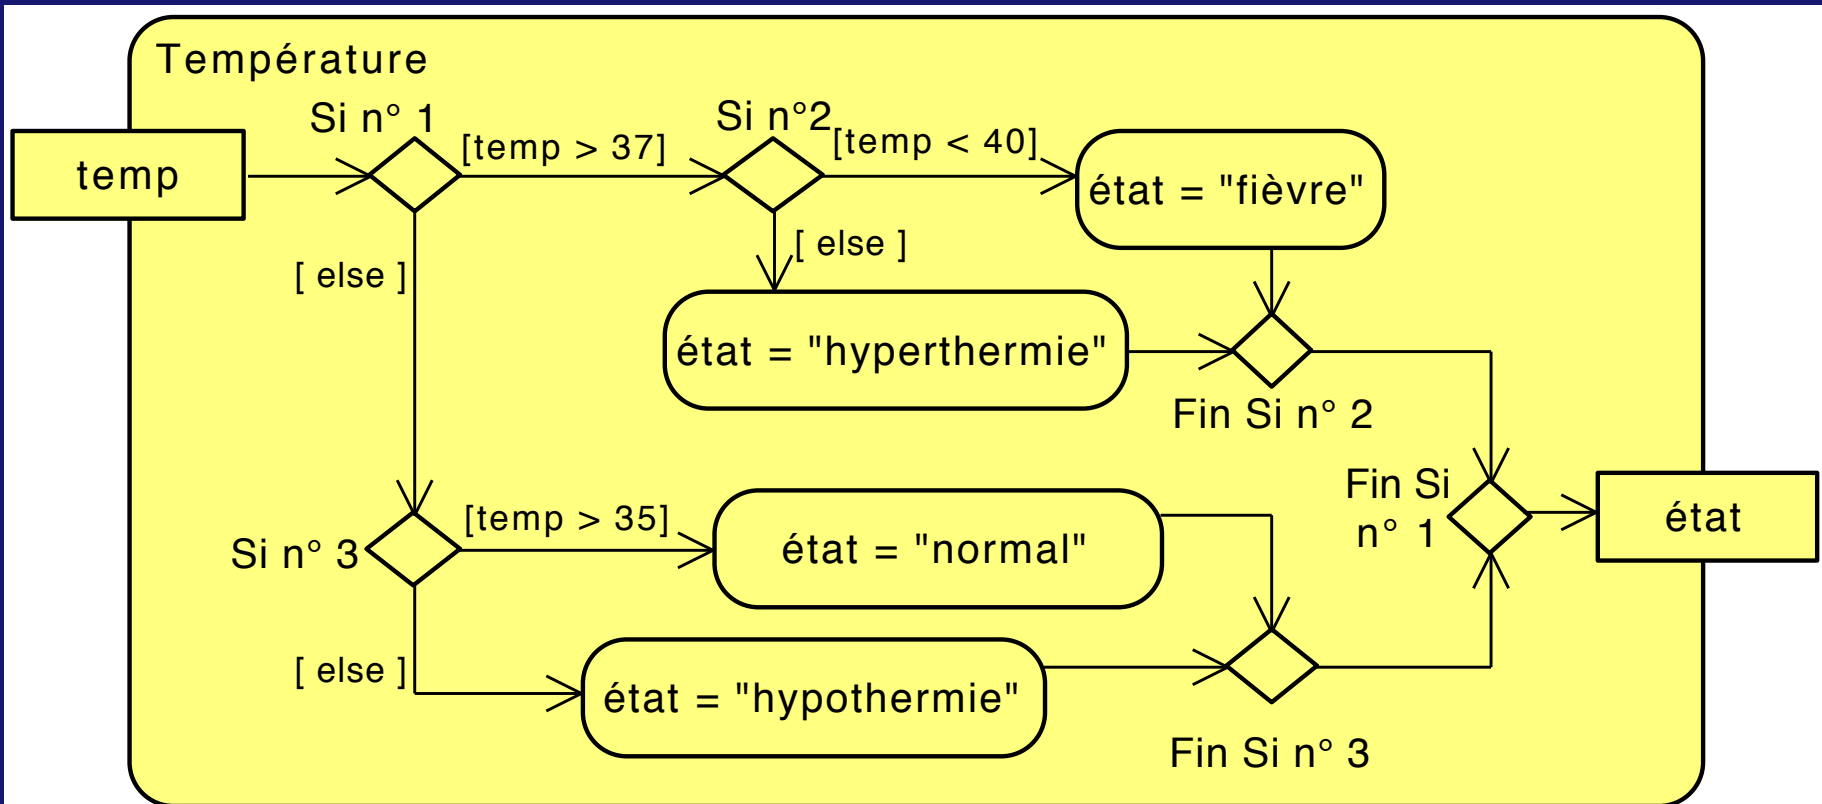 Température
Si n° 1
Si n°2
temp
[temp > 37]
[temp < 40]
état = "fièvre"
[ else ]
[ else ]
état = "hyperthermie"
Fin Si n° 2
Fin Si
n° 1
état
Si n° 3
[temp > 35]
état = "normal"
[ else ]
état = "hypothermie"
Fin Si n° 3